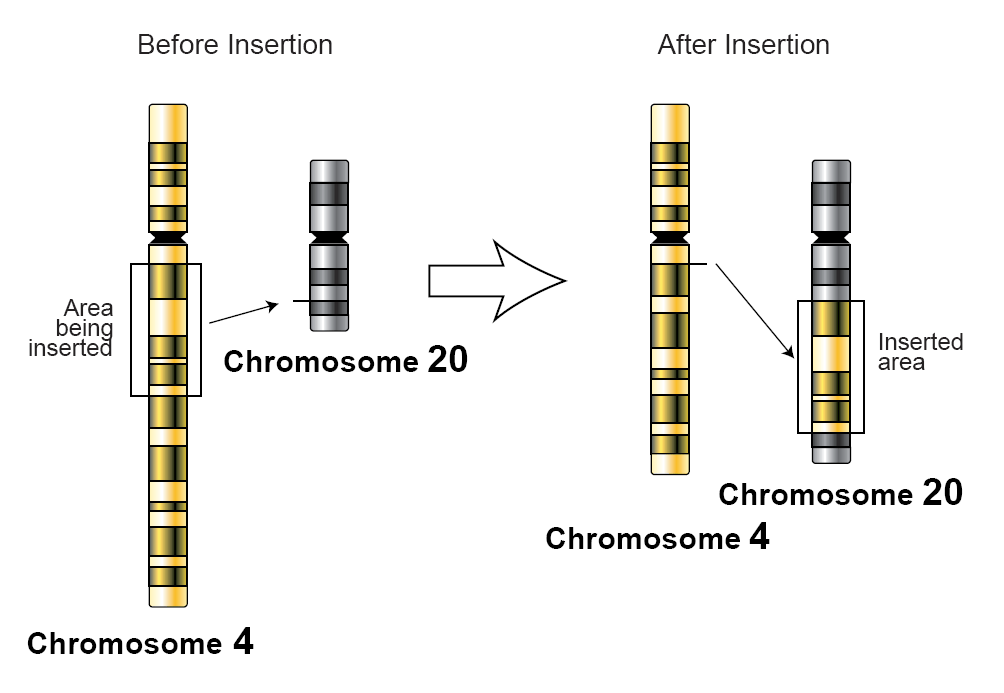 Before Insertion
After Insertion
Area
being
inserted
Chromosome 20
Inserted
area
Chromosome 20
Chromosome 4
Chromosome 4